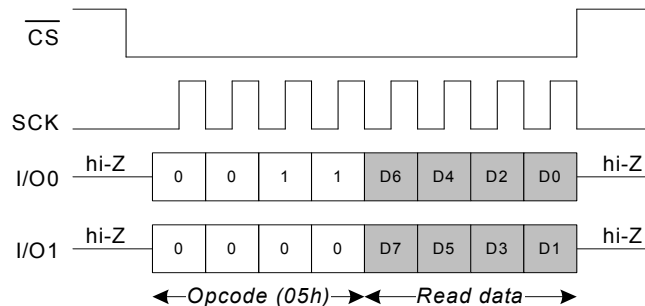 CS
SCK
I/O0 hi-Z 0 0 1 1 D6 D4 D2 D0 hi-Z
I/O1 hi-Z 0 0 0 0 D7 D5 D3 D1 hi-Z
Opcode (05h) Read data